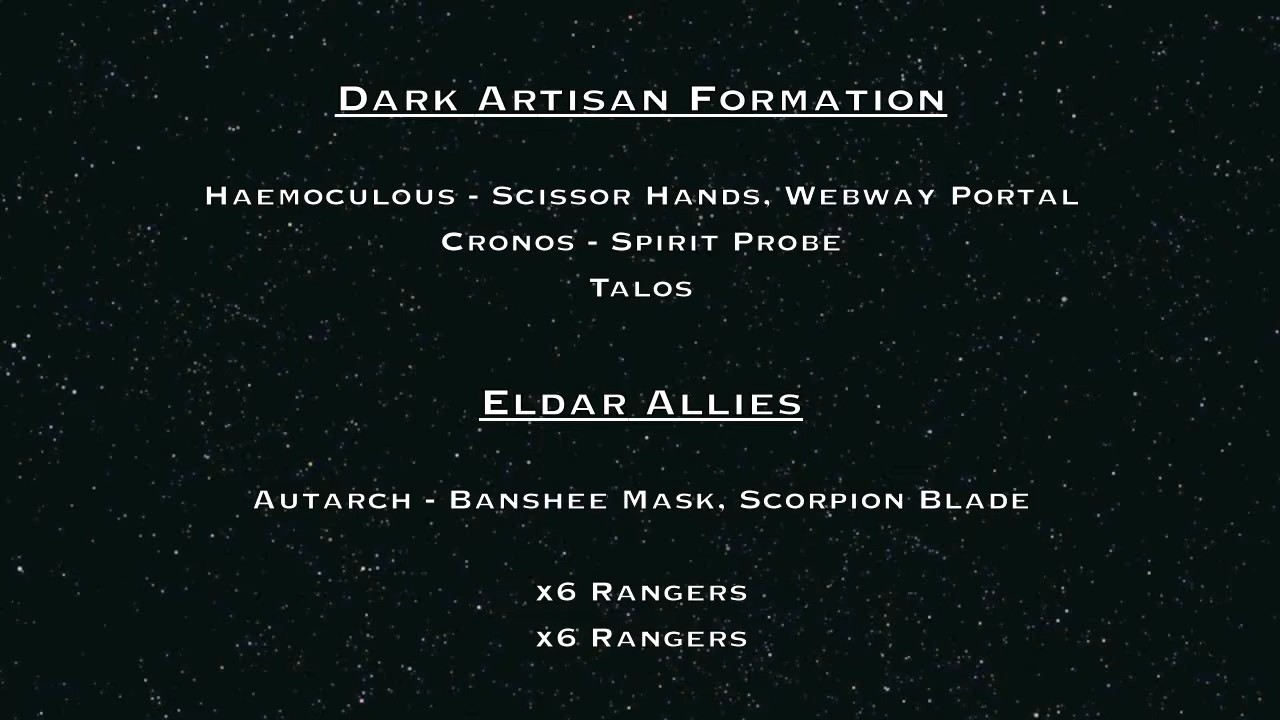 Dark Artisan Formation
Haemoculous - Scissor Hands, Webway Portal
Cronos - Spirit Probe
Talos
Eldar Allies
Autarch - Banshee Mask, Scorpion Blade
x6 Rangers
x6 Rangers